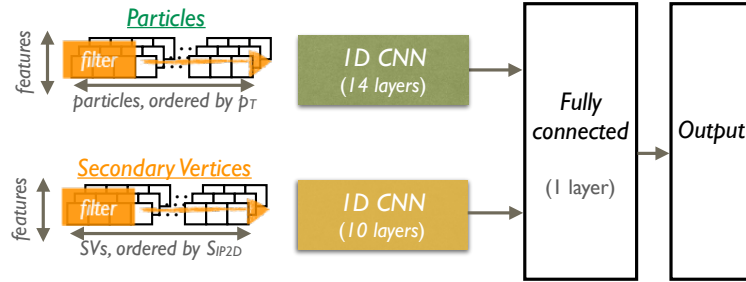 Particles
features
filter
particles, ordered by pT
1D CNN
(14 layers)
Secondary Vertices
features
filter
SVs, ordered by SIP2D
1D CNN
(10 layers)
Fully
connected
(1 layer)
Output